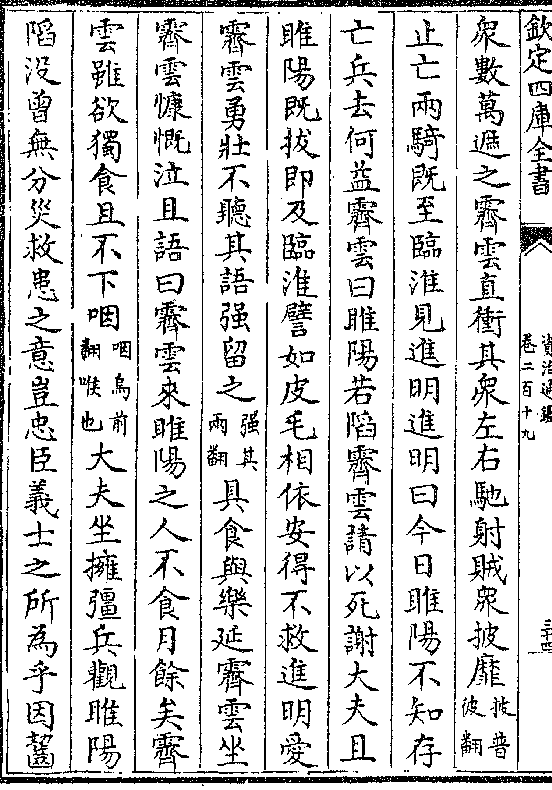 欽定四庫全書
資治通鑑
卷二百十九
三十四
衆數萬遮之霽雲直衝其衆左右馳射賊衆披靡披普彼翻
止亡兩騎既至臨淮見進明進明曰今日睢陽不知存
亡兵去何益霽雲曰睢陽若陷霽雲請以死謝大夫且
睢陽既拔即及臨淮譬如皮毛相依安得不救進明愛
霽雲勇壯不聽其語强留之强其兩翻具食與樂延霽雲坐
霽雲慷慨泣且語曰霽雲來睢陽之人不食月餘矣霽
雲雖欲獨食且不下咽咽烏前翻喉也大夫坐擁彊兵觀睢陽
陷没曾無分災救患之意豈忠臣義士之所為乎因齧